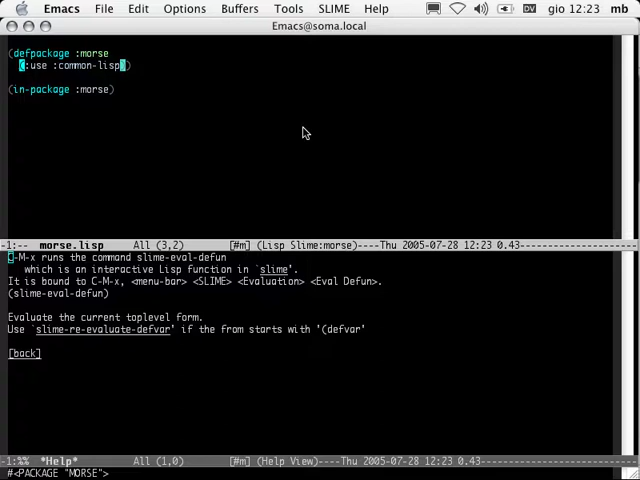 Emacs File Edit Options Buffers Tools SLIME Help DV gio 12:23 mb
Emacs@soma.local
(defpackage :morse
(:use :common-lisp))
(in-package :morse)
-1:-- morse.lisp All (3,2) [#m] (Lisp Slime:morse)----Thu 2005-07-28 12:23 0.43--
C-M-x runs the command slime-eval-defun
which is an interactive Lisp function in `slime'.
It is bound to C-M-x, <menu-bar> <SLIME> <Evaluation> <Eval Defun>.
(slime-eval-defun)
Evaluate the current toplevel form.
Use `slime-re-evaluate-defvar' if the from starts with '(defvar'
[back]
-1:%% *Help* All (1,0) [#m] (Help View)----Thu 2005-07-28 12:23 0.43--
#<PACKAGE "MORSE">